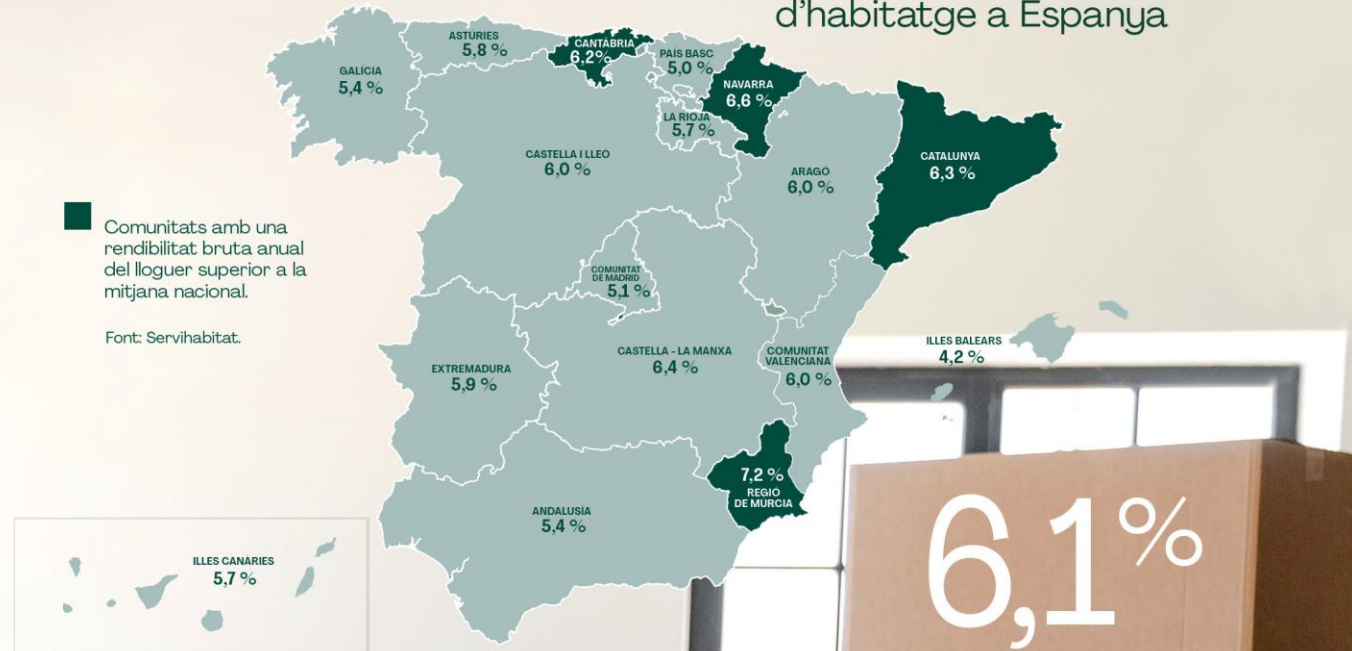 d’habitatge a Espanya
ASTÚRIES
5,8 %
CANTÀBRIA
6,2%
PAÍS BASC
5,0 %
GALÍCIA
5,4 %
NAVARRA
6,6 %
LA RIOJA
5,7 %
CASTELLA I LLEÓ
6,0 %
ARAGÓ
6,0 %
CATALUNYA
6,3 %
Comunitats amb una
rendibilitat bruta anual
del lloguer superior a la
mitjana nacional.
Font: Servihabitat.
COMUNITAT
DE MADRID
5,1 %
EXTREMADURA
5,9 %
CASTELLA - LA MANXA
6,4 %
COMUNITAT
VALENCIANA
6,0 %
ILLES BALEARS
4,2 %
7,2 %
REGIÓ
DE MÚRCIA
ANDALUSIA
5,4 %
ILLES CANÀRIES
5,7 %
6,1%